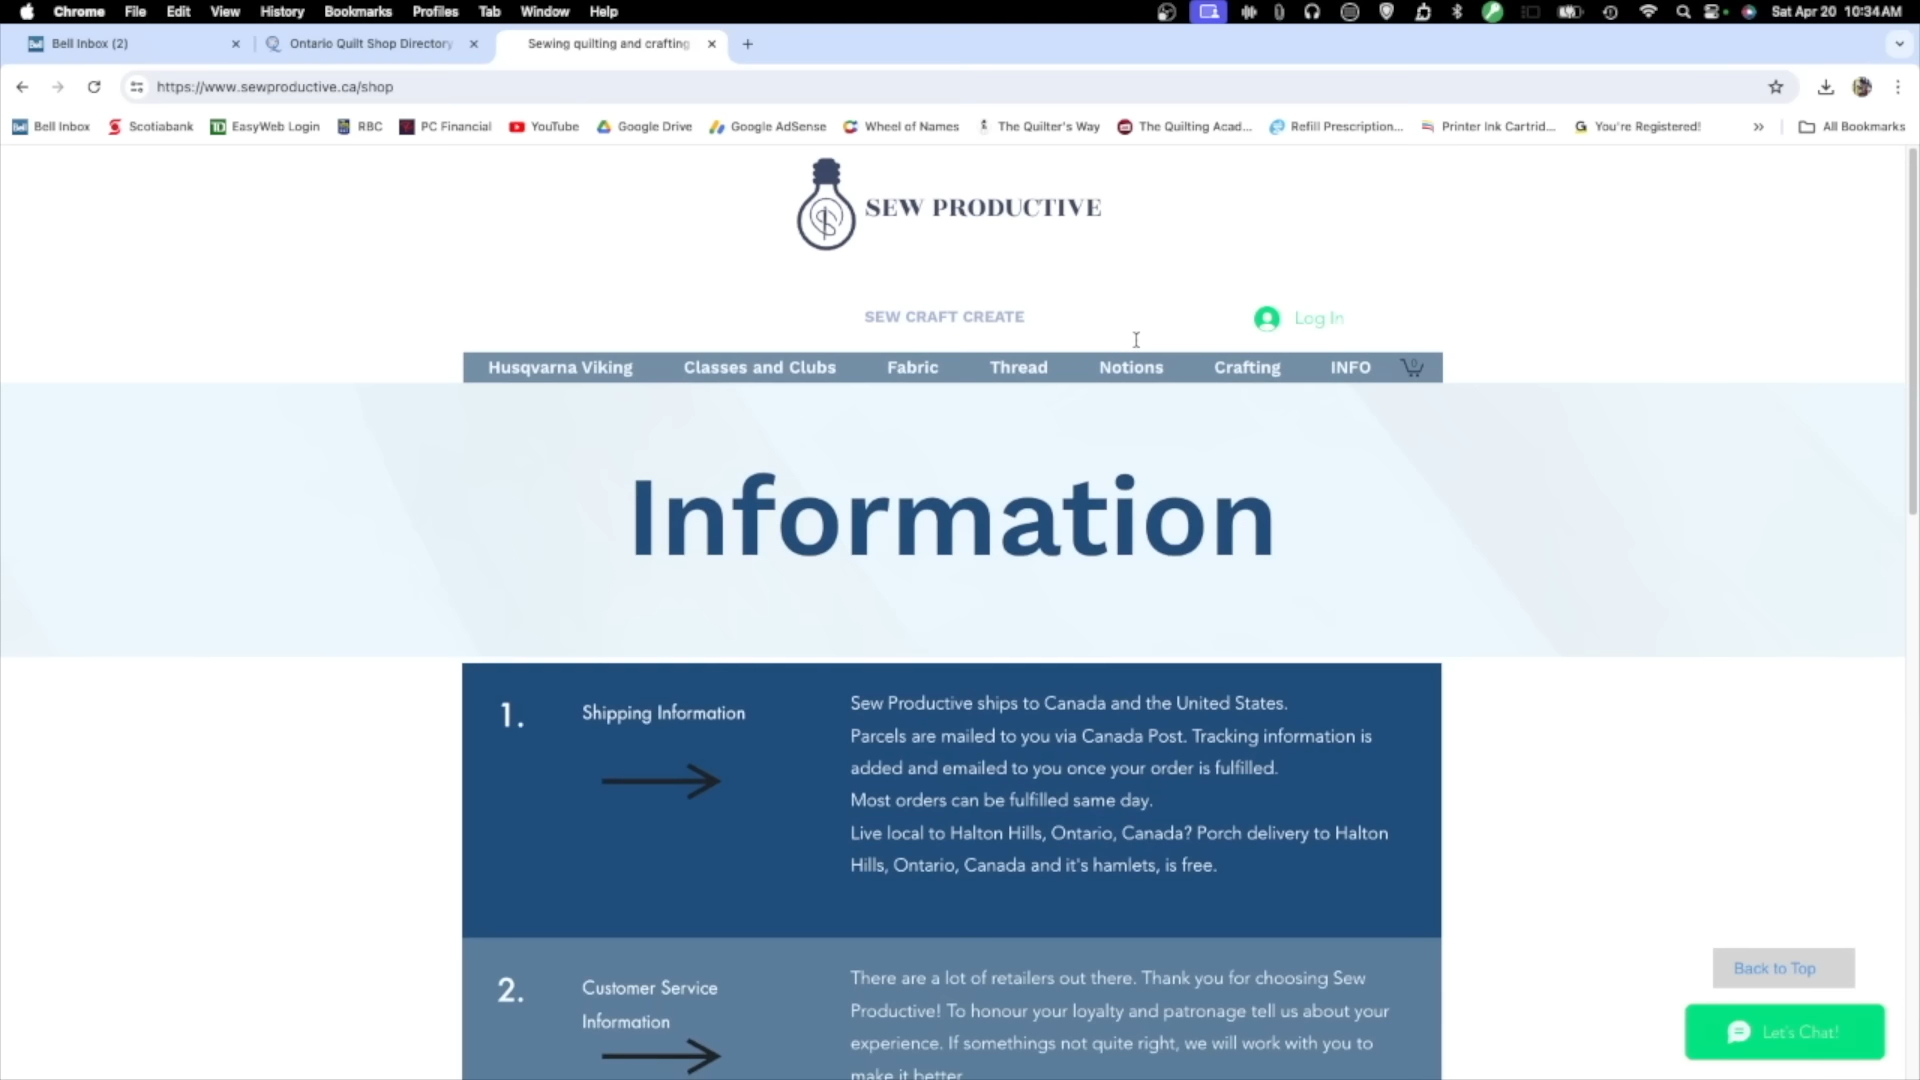 Chrome File Edit View History Bookmarks Profiles Tab Window Help Sat Apr 20 10:34 AM
Bell Inbox (2) Ontario Quilt Shop Directory Sewing quilting and crafting
https://www.sewproductive.ca/shop
Bell Inbox Scotiabank EasyWeb Login RBC PC Financial YouTube Google Drive Google AdSense Wheel of Names The Quilter's Way The Quilting Acad... Refill Prescription... Printer Ink Cartrid... You're Registered! All Bookmarks
SEW PRODUCTIVE
SEW CRAFT CREATE Log In
Husqvarna Viking Classes and Clubs Fabric Thread Notions Crafting INFO 0
Information
1. Shipping Information
Sew Productive ships to Canada and the United States.
Parcels are mailed to you via Canada Post. Tracking information is
added and emailed to you once your order is fulfilled.
Most orders can be fulfilled same day.
Live local to Halton Hills, Ontario, Canada? Porch delivery to Halton
Hills, Ontario, Canada and it's hamlets, is free.
2. Customer Service
Information
There are a lot of retailers out there. Thank you for choosing Sew
Productive! To honour your loyalty and patronage tell us about your
experience. If somethings not quite right, we will work with you to
make it better
Back to Top
Let's Chat!